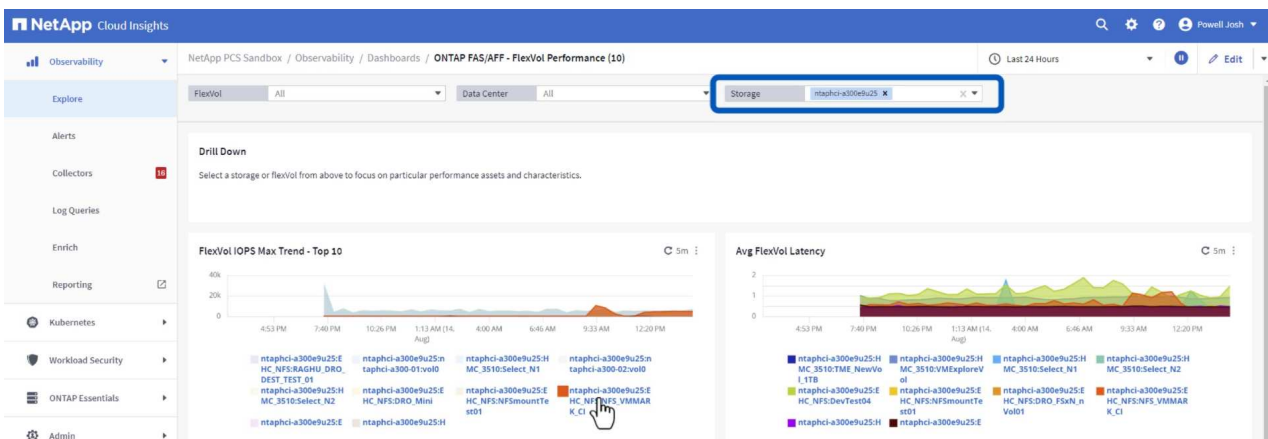 NetApp Cloud Insights
Powell Josh
Observability
NetApp PCS Sandbox / Observability / Dashboards / ONTAP FAS/AFF - FlexVol Performance (10)
Last 24 Hours
Edit
Explore
FlexVol All
Data Center All
Storage ntaphci-a300e9u25 x
Alerts
Collectors 16
Log Queries
Enrich
Reporting
Kubernetes
Workload Security
ONTAP Essentials
Admin
Drill Down
Select a storage or flexVol from above to focus on particular performance assets and characteristics.
FlexVol IOPS Max Trend - Top 10
5m
40k
20k
0
4:53 PM 7:40 PM 10:26 PM 1:13 AM (14. 4:00 AM 6:46 AM 9:33 AM 12:20 PM
Aug)
ntaphci-a300e9u25:E ntaphci-a300e9u25:n ntaphci-a300e9u25:H ntaphci-a300e9u25:n
HC_NFS:RAGHU_DRO_ taphci-a300-01:vol0 MC_3510:Select_N1 taphci-a300-02:vol0
DEST_TEST_01
ntaphci-a300e9u25:H ntaphci-a300e9u25:E ntaphci-a300e9u25:E ntaphci-a300e9u25:E
MC_3510:Select_N2 HC_NFS:DRO_Mini HC_NFS:NFSmountTe HC_NFS:NFS_VMMAR
st01 K_CI
ntaphci-a300e9u25:E ntaphci-a300e9u25:H
Avg FlexVol Latency
5m
2
1
0
4:53 PM 7:40 PM 10:26 PM 1:13 AM (14. 4:00 AM 6:46 AM 9:33 AM 12:20 PM
Aug)
ntaphci-a300e9u25:H ntaphci-a300e9u25:H ntaphci-a300e9u25:H ntaphci-a300e9u25:H
MC_3510:TME_NewVo MC_3510:VMExploreV MC_3510:Select_N1 MC_3510:Select_N2
l_1TB ol
ntaphci-a300e9u25:E ntaphci-a300e9u25:E ntaphci-a300e9u25:E ntaphci-a300e9u25:E
HC_NFS:DevTest04 HC_NFS:NFSmountTe HC_NFS:DRO_FSxN_n HC_NFS:NFS_VMMAR
st01 Vol01 K_CI
ntaphci-a300e9u25:H ntaphci-a300e9u25:E